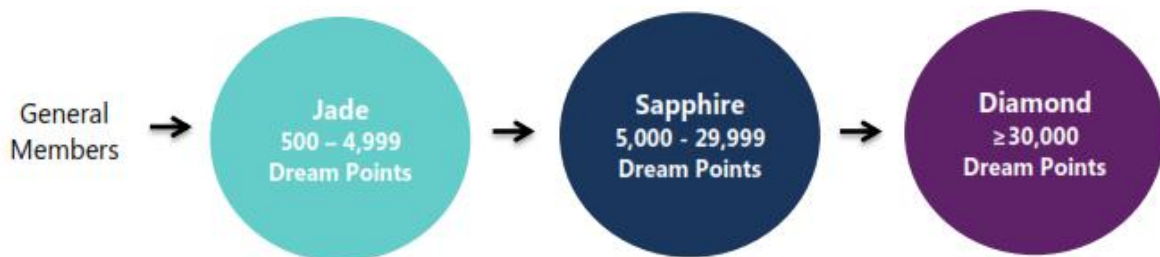 General
Members
Jade
500 – 4,999
Dream Points
Sapphire
5,000 - 29,999
Dream Points
Diamond
≥30,000
Dream Points